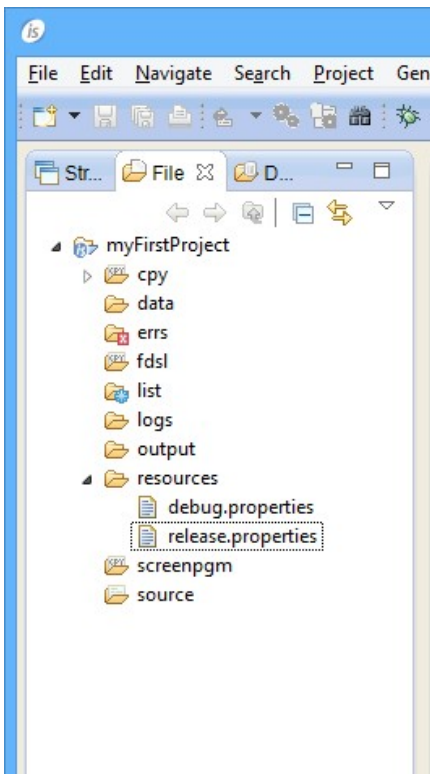 is
File Edit Navigate Search Project Gen
Str... File D...
myFirstProject
cpy
data
errs
fdsl
list
logs
output
resources
debug.properties
release.properties
screenpgm
source